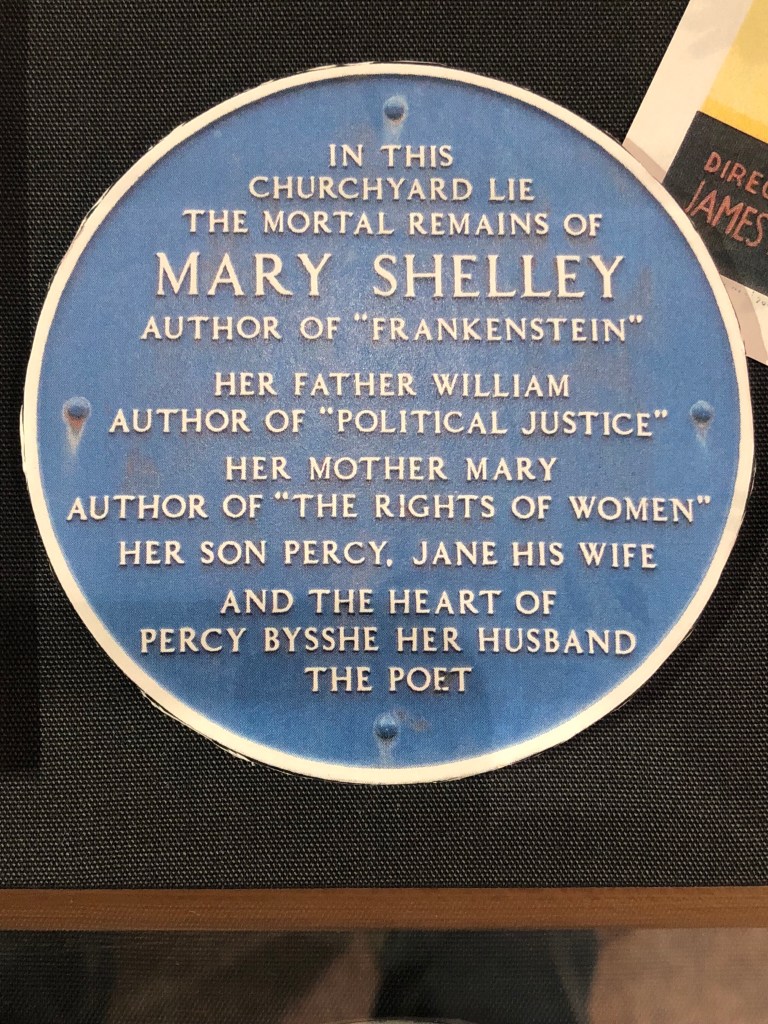 IN THIS
CHURCHYARD LIE
THE MORTAL REMAINS OF
MARY SHELLEY
AUTHOR OF "FRANKENSTEIN"
HER FATHER WILLIAM
AUTHOR OF "POLITICAL JUSTICE"
HER MOTHER MARY
AUTHOR OF "THE RIGHTS OF WOMEN"
HER SON PERCY, JANE HIS WIFE
AND THE HEART OF
PERCY BYSSHE HER HUSBAND
THE POET
JAMES